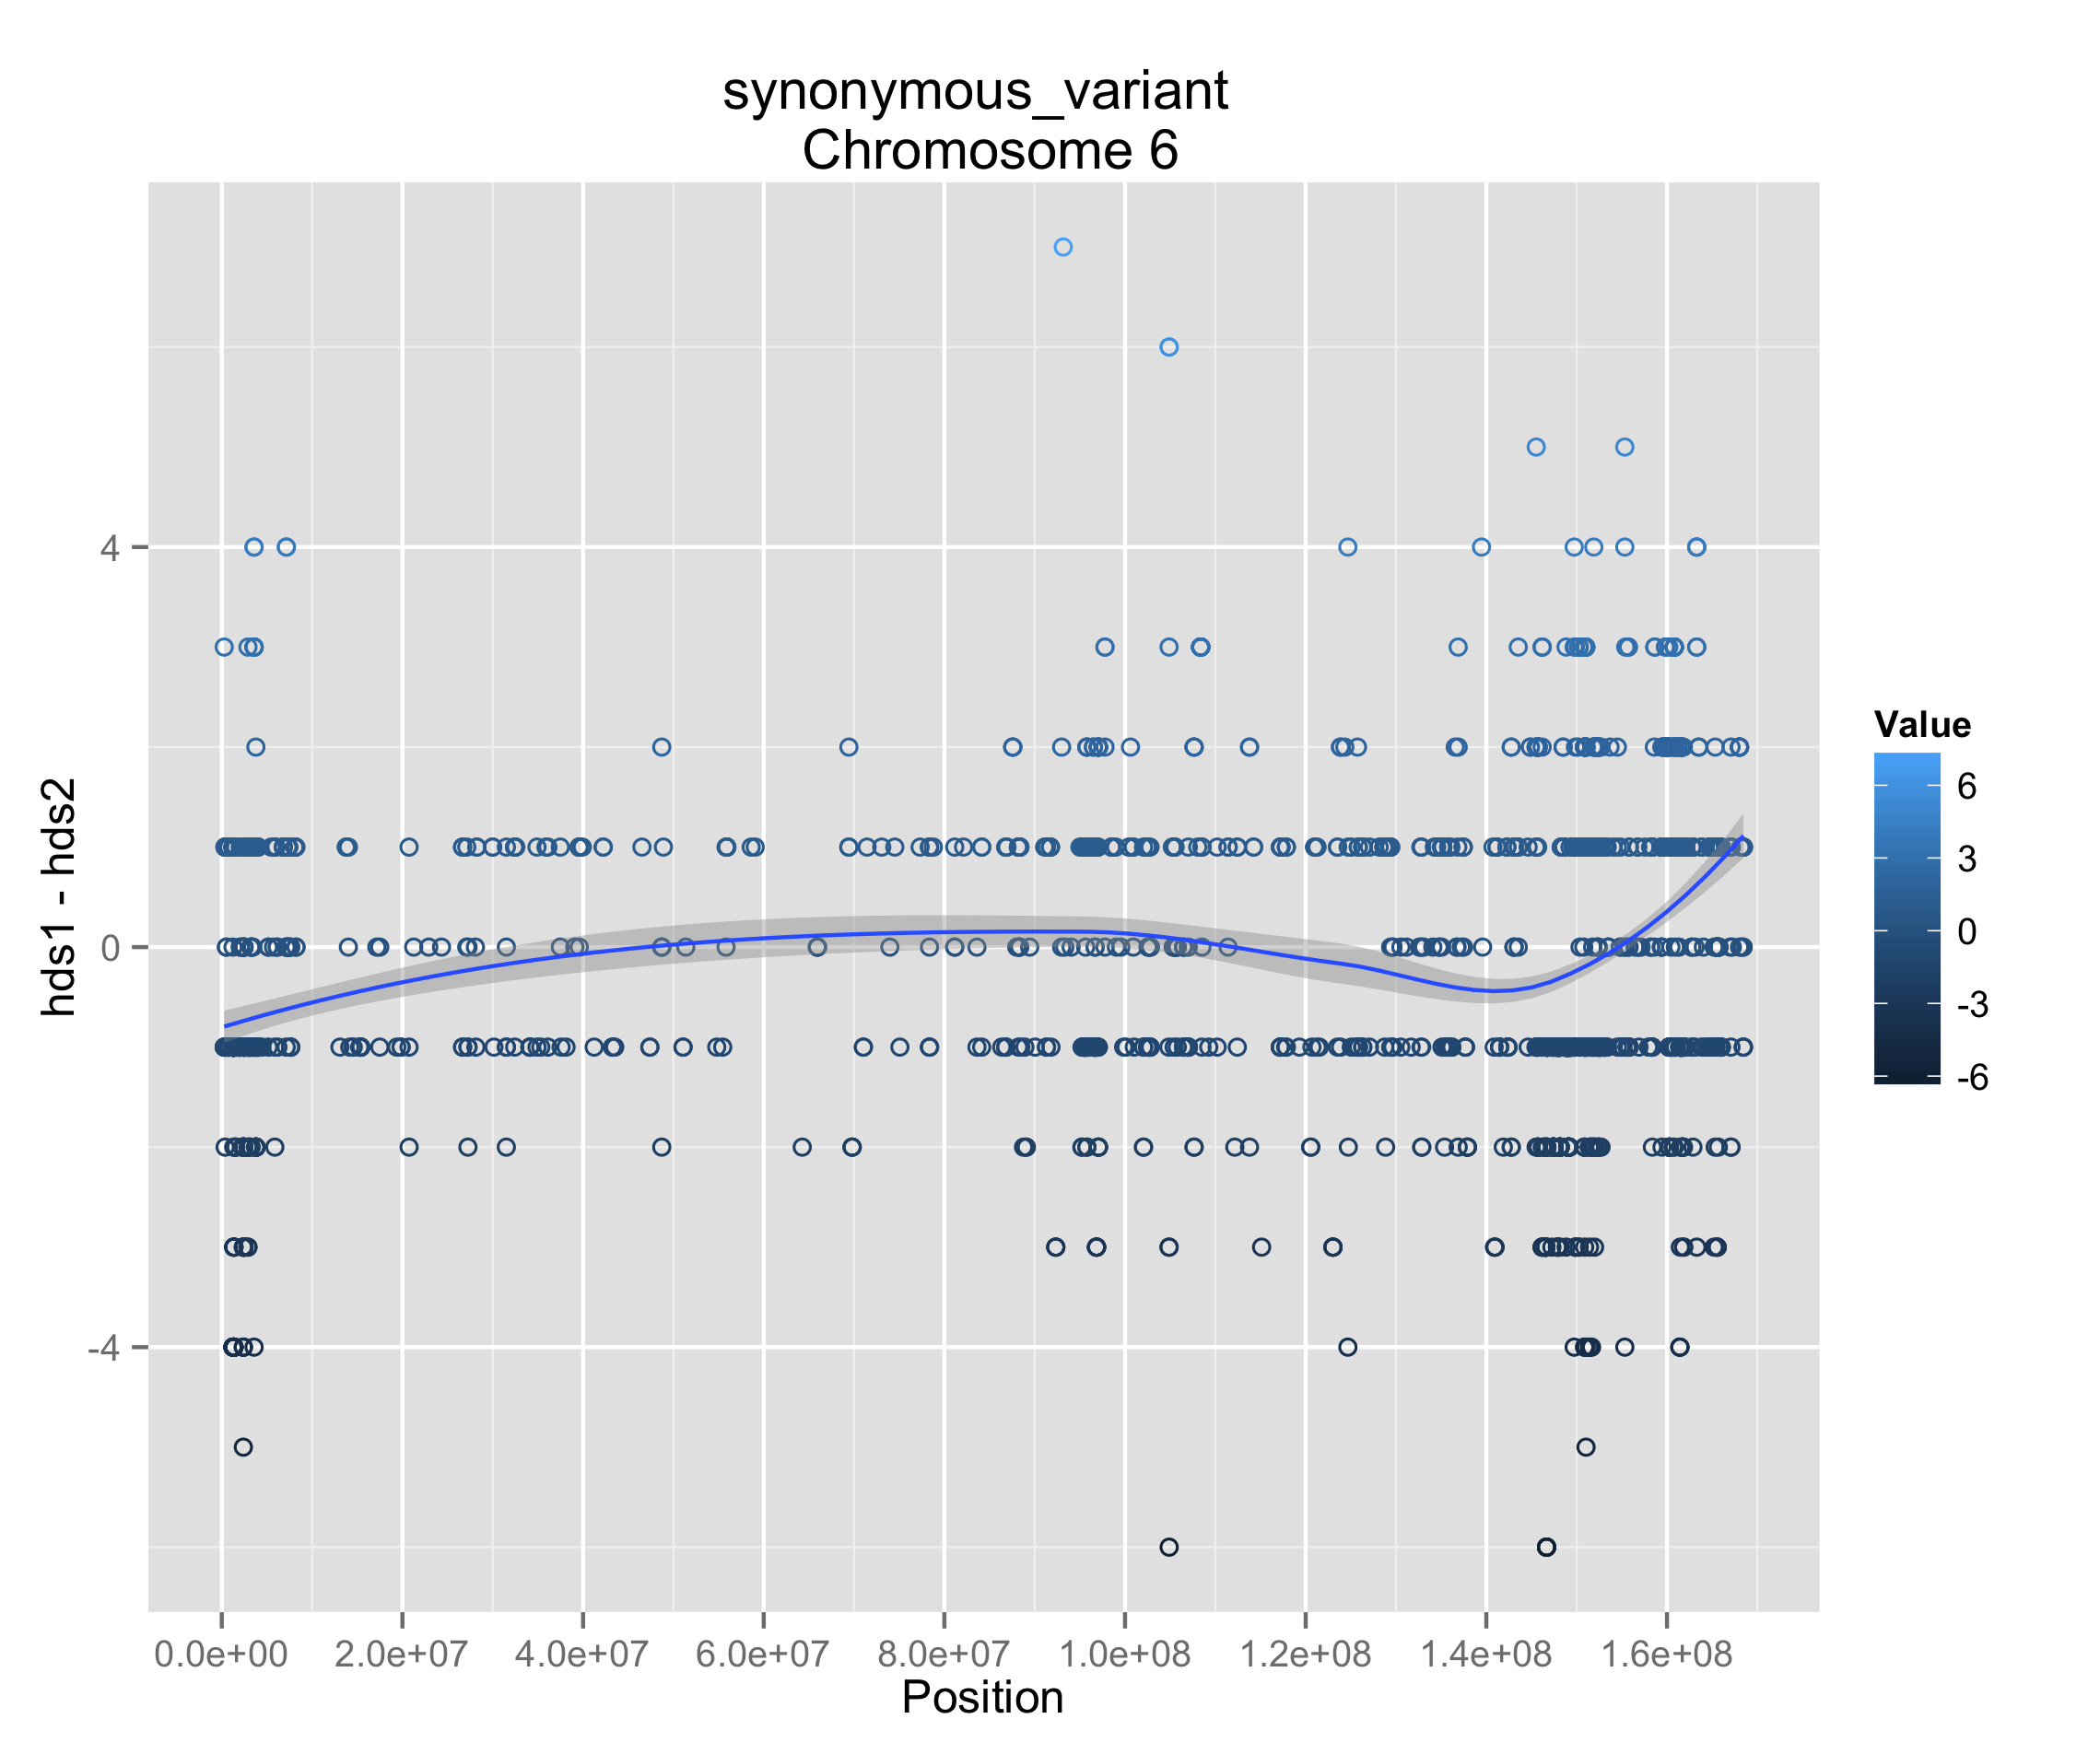 synonymous_variant
Chromosome 6
hds1 - hds2
4
0
-4
0.0e+00 2.0e+07 4.0e+07 6.0e+07 8.0e+07 1.0e+08 1.2e+08 1.4e+08 1.6e+08
Position
Value
6
3
0
-3
-6